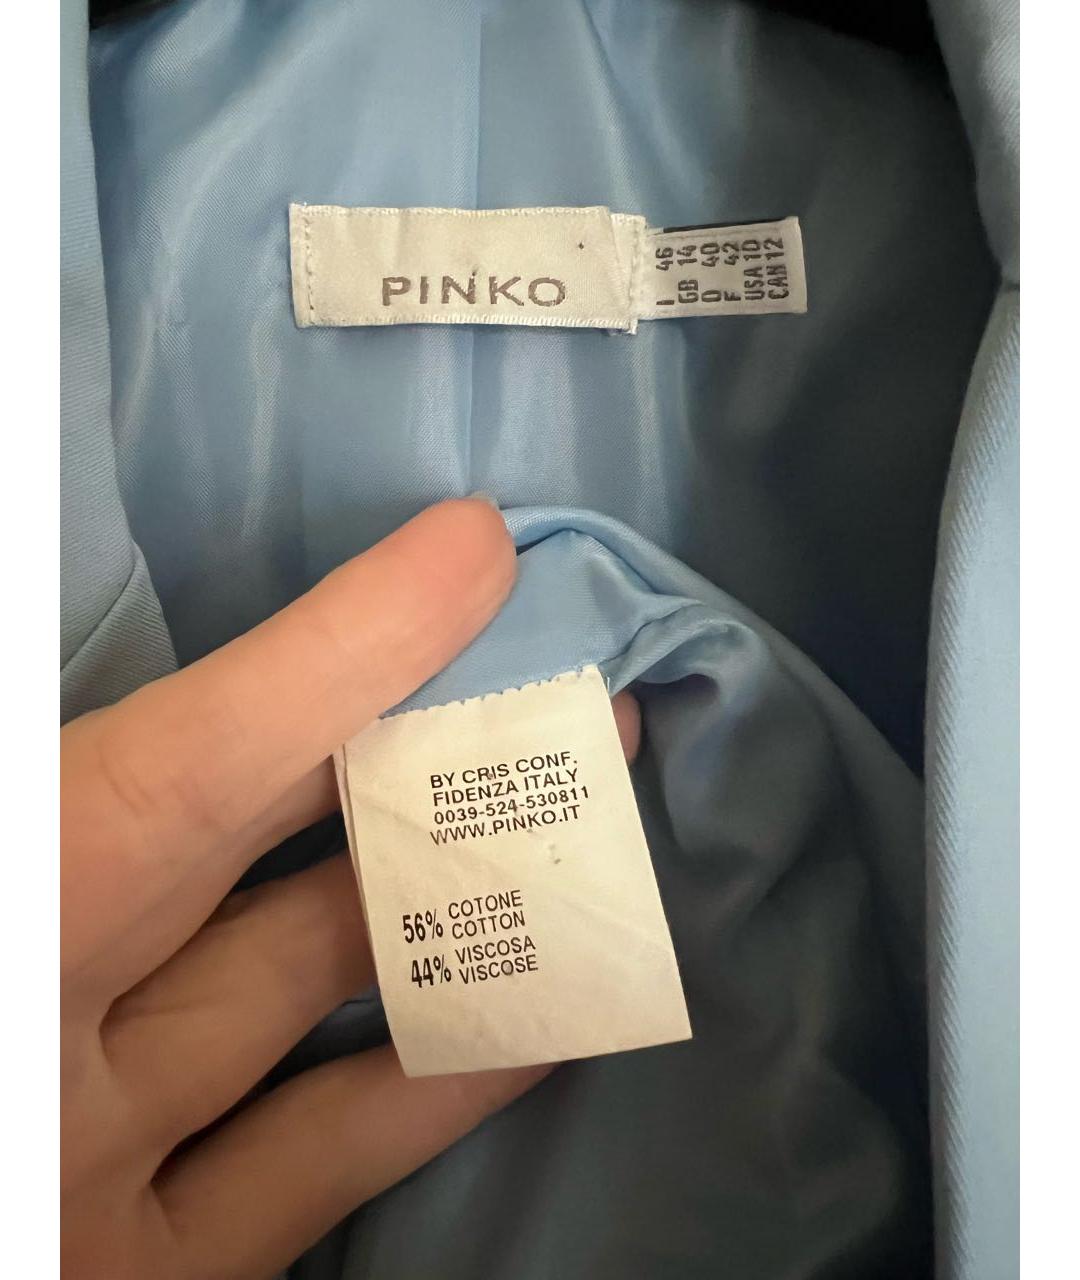 PINKO
I 46
GB 14
D 40
F 42
USA 10
CAN 12
BY CRIS CONF.
FIDENZA ITALY
0039-524-530811
WWW.PINKO.IT
56% COTONE
COTTON
44% VISCOSA
VISCOSE